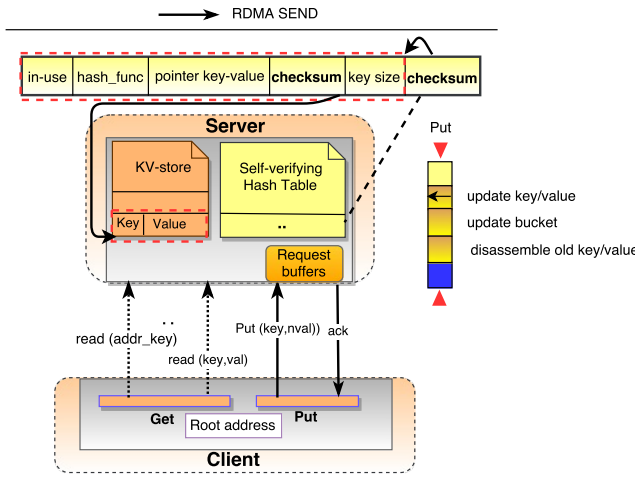 RDMA SEND
in-use hash_func pointer key-value checksum key size checksum
Server
Put
KV-store
Self-verifying
Hash Table
Key Value
..
update key/value
update bucket
disassemble old key/value
Request
buffers
..
read (addr_key)
Put (key,nval))
ack
read (key,val)
Get
Put
Root address
Client